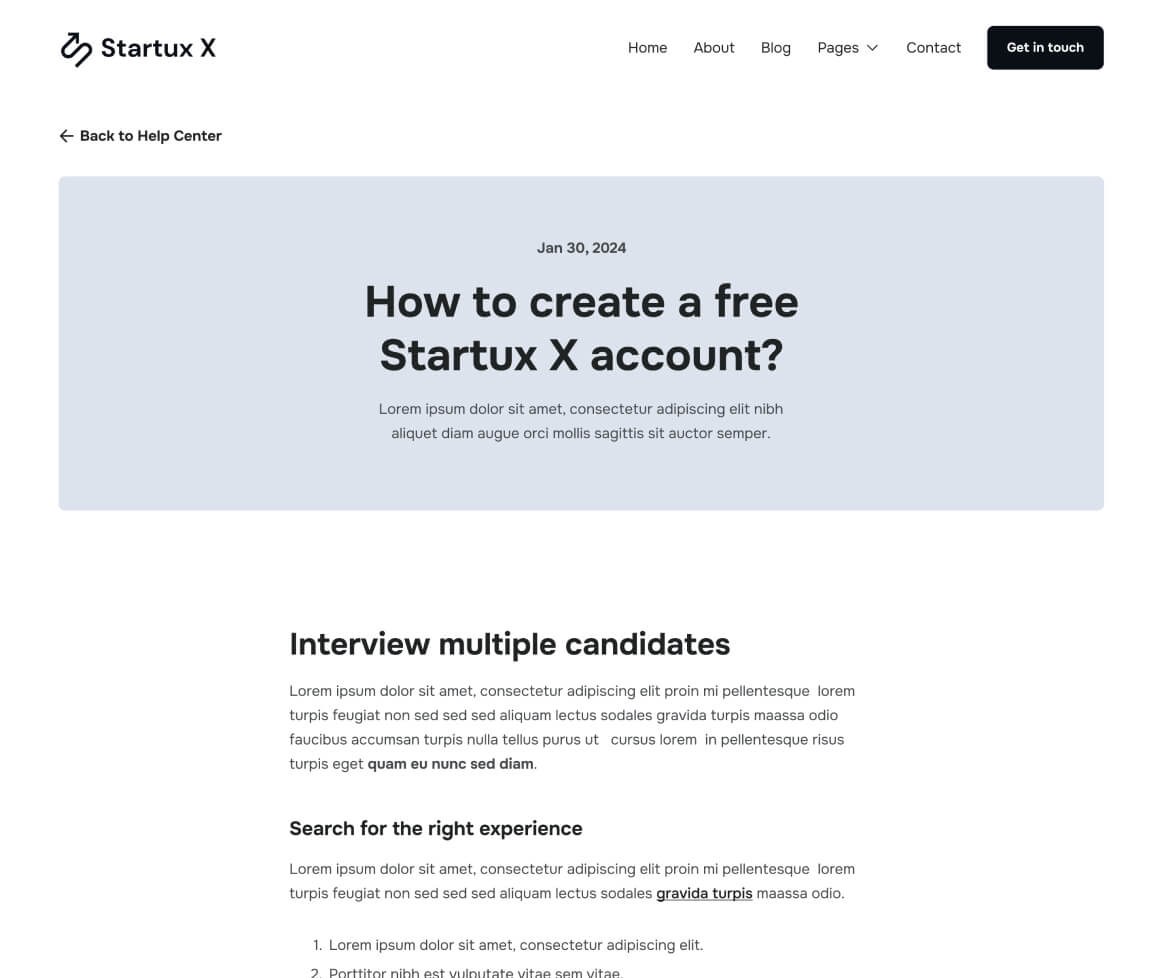 Startux X
Home About Blog Pages Contact Get in touch
Back to Help Center
Jan 30, 2024
How to create a free
Startux X account?
Lorem ipsum dolor sit amet, consectetur adipiscing elit nibh
aliquet diam augue orci mollis sagittis sit auctor semper.
Interview multiple candidates
Lorem ipsum dolor sit amet, consectetur adipiscing elit proin mi pellentesque lorem
turpis feugiat non sed sed sed aliquam lectus sodales gravida turpis maassa odio
faucibus accumsan turpis nulla tellus purus ut cursus lorem in pellentesque risus
turpis eget quam eu nunc sed diam.
Search for the right experience
Lorem ipsum dolor sit amet, consectetur adipiscing elit proin mi pellentesque lorem
turpis feugiat non sed sed sed aliquam lectus sodales gravida turpis maassa odio.
1. Lorem ipsum dolor sit amet, consectetur adipiscing elit.
2. Porttitor nibh est vulputate vitae sem vitae.